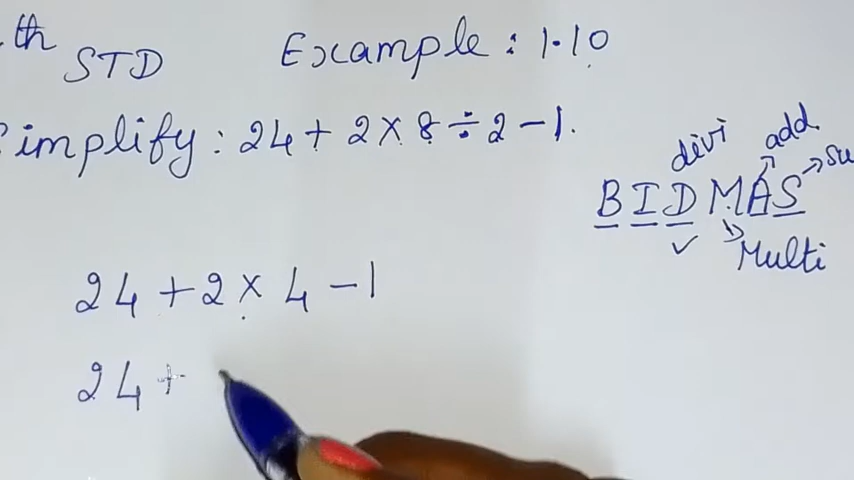 th STD Example : 1.10
Simplify : 24 + 2 × 8 ÷ 2 - 1.
divi add
BIDMAS
Multi
24 + 2 × 4 - 1
24 +